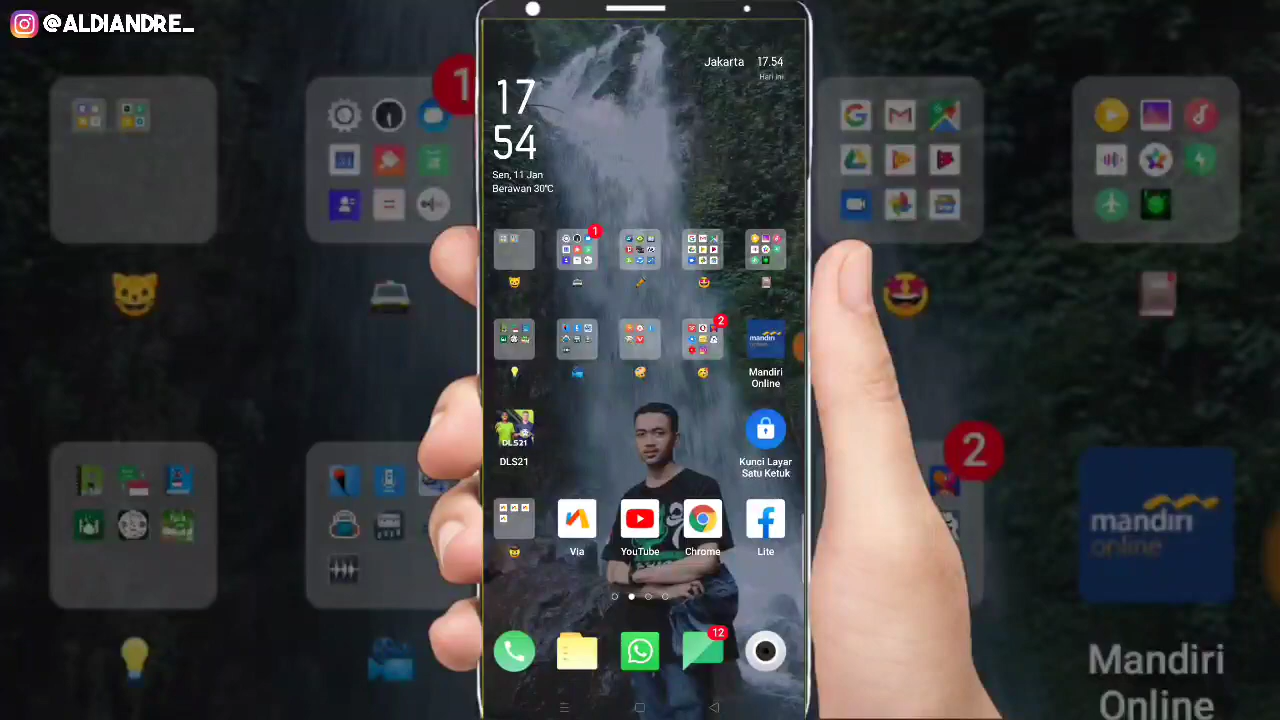 @ALDIANDRE_
Jakarta 17.54
Hari ini
17
54
Sen, 11 Jan
Berawan 30°C
1
1
2
Mandiri
Online
mandiri
online
DLS21
DLS21
Kunci Layar
Satu Ketuk
2
mandiri
online
Via
YouTube
Chrome
Lite
12
Mandiri
Online